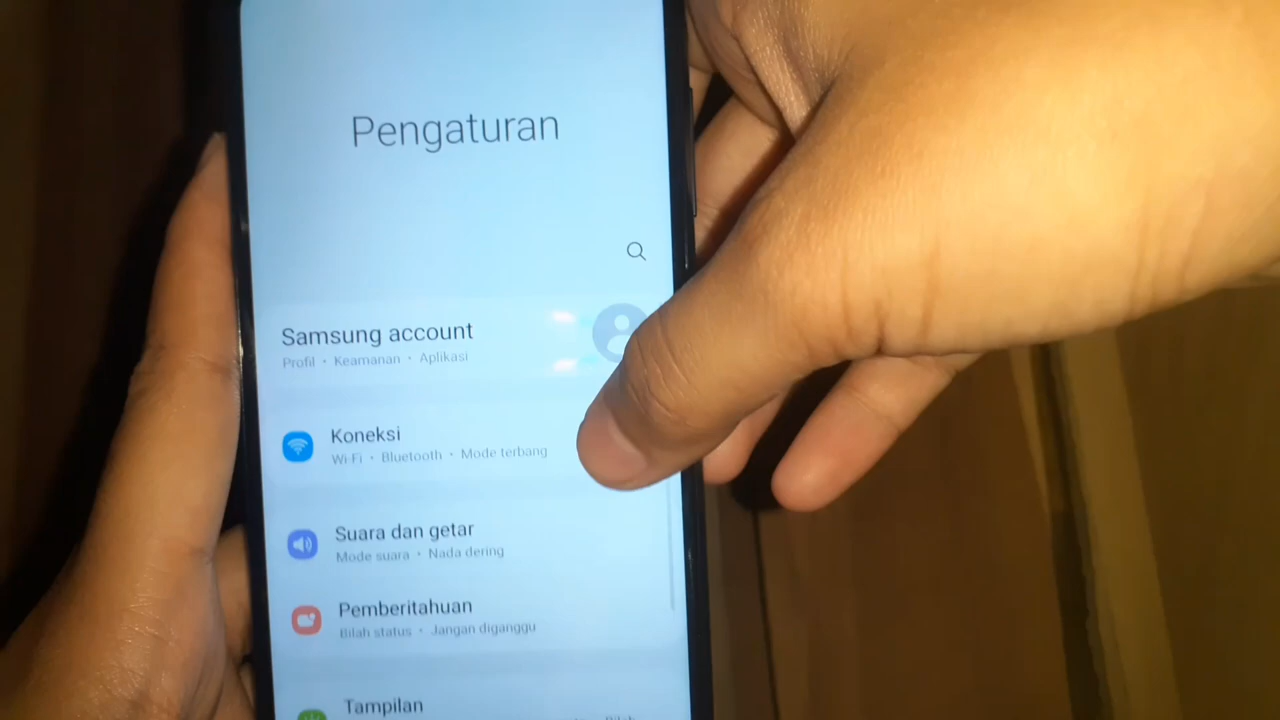 Pengaturan
Samsung account
Profil • Keamanan • Aplikasi
Koneksi
Wi-Fi • Bluetooth • Mode terbang
Suara dan getar
Mode suara • Nada dering
Pemberitahuan
Bilah status • Jangan diganggu
Tampilan